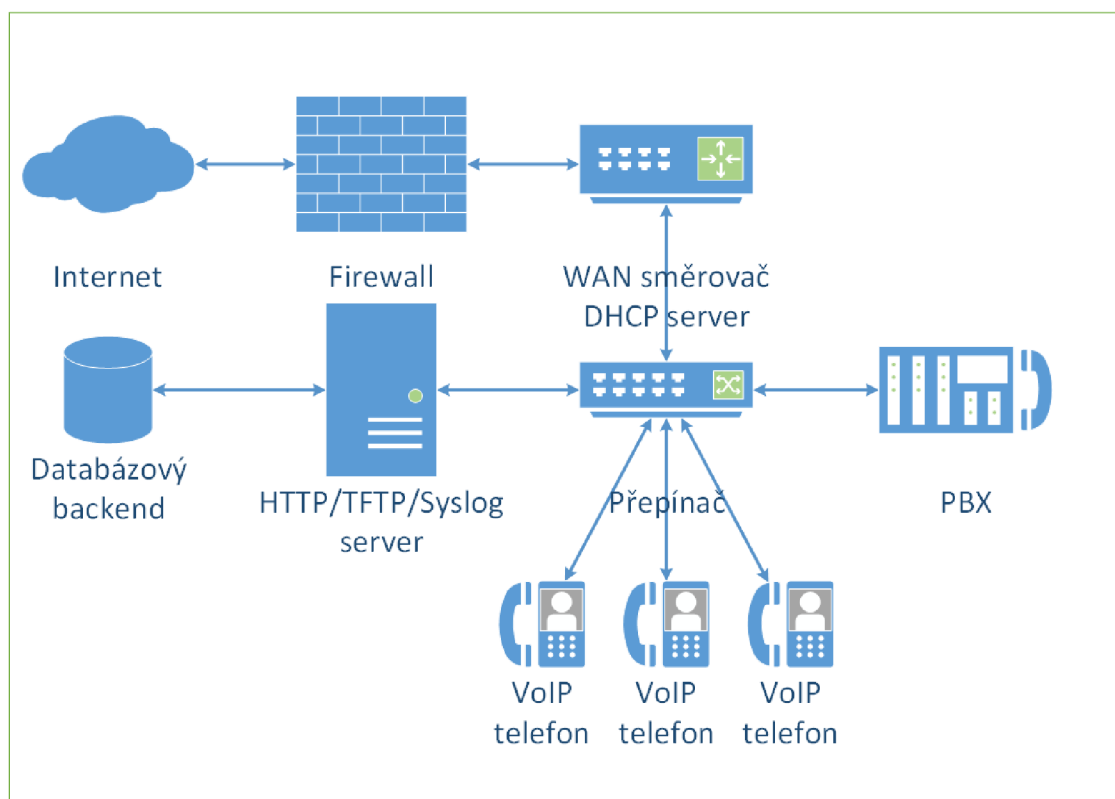 Internet
Firewall
WAN směrovač
DHCP server
Databázový
backend
HTTP/TFTP/Syslog
server
Přepínač
PBX
VoIP
telefon
VoIP
telefon
VoIP
telefon